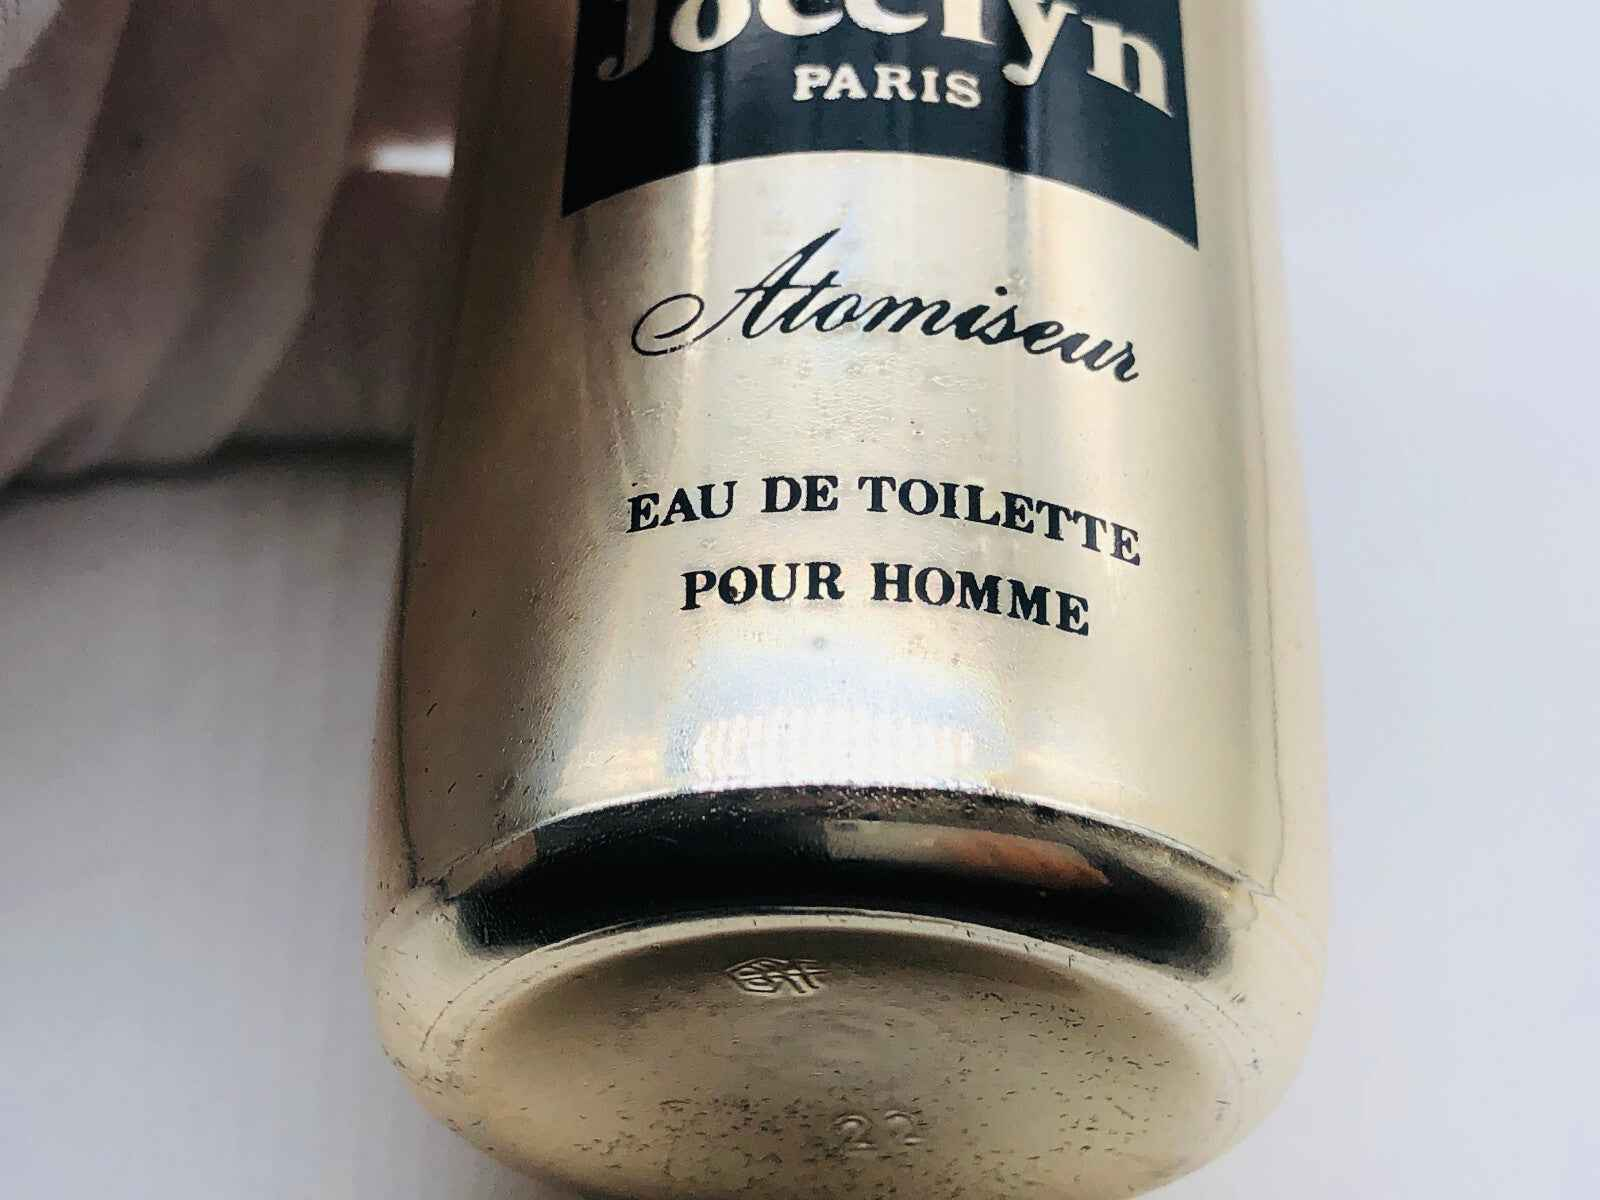 Jocelyn
PARIS
Atomiseur
EAU DE TOILETTE
POUR HOMME
22